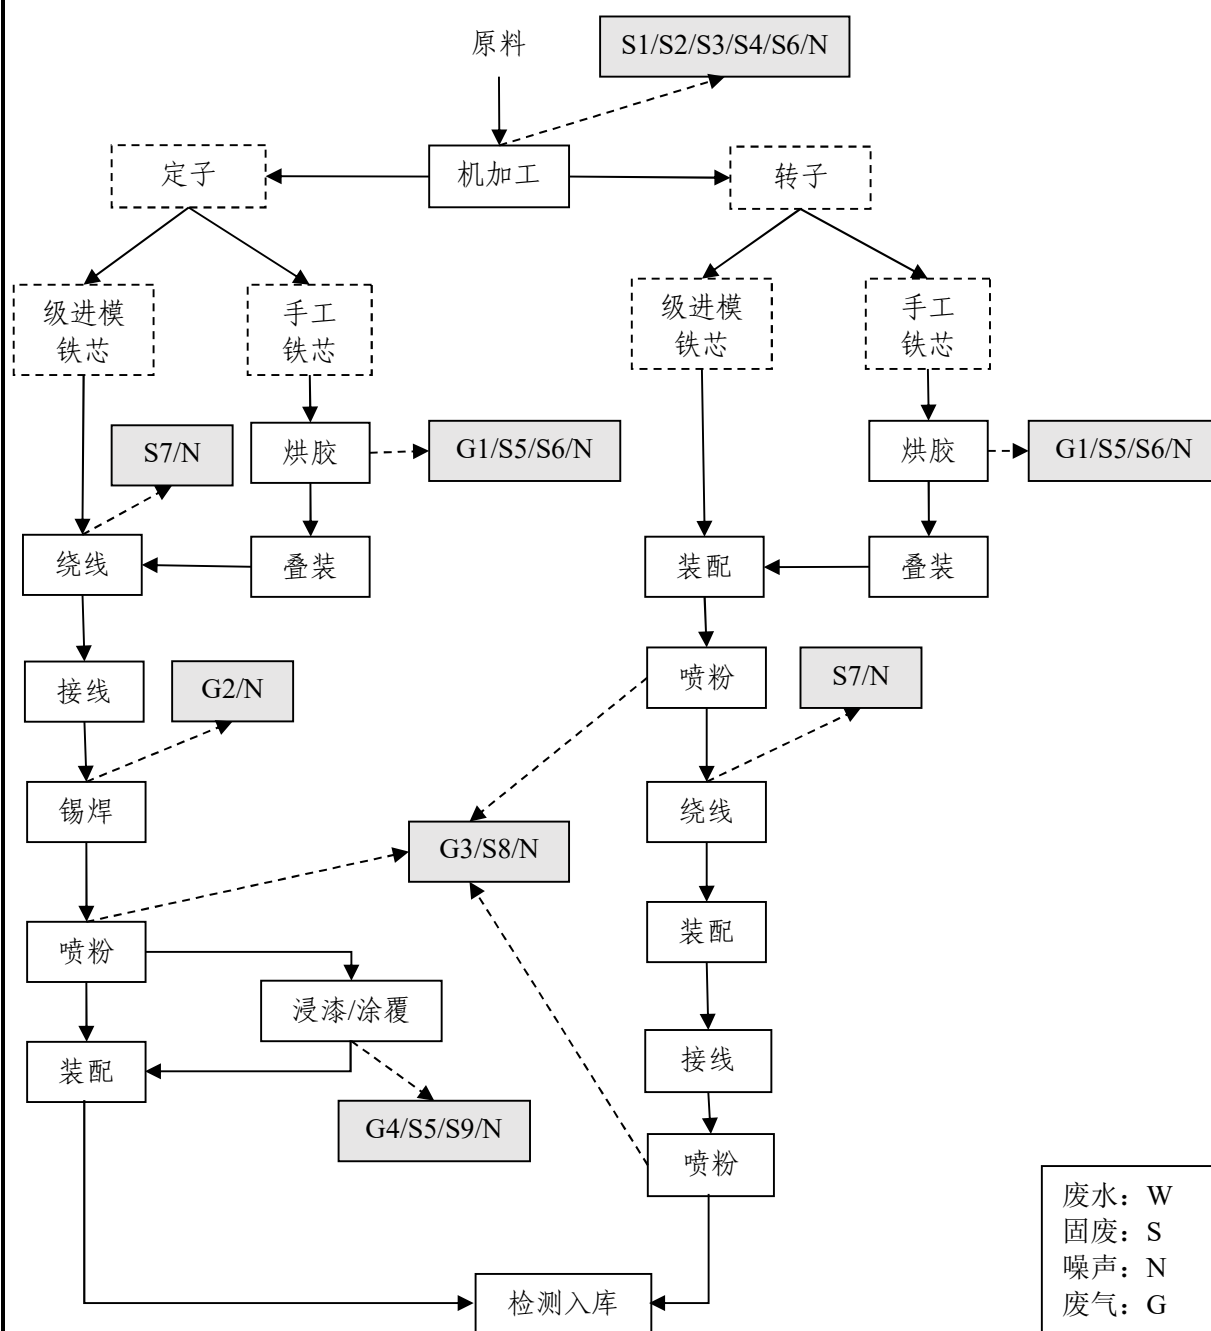 原料
S1/S2/S3/S4/S6/N
定子
机加工
转子
级进模
铁芯
手工
铁芯
级进模
铁芯
手工
铁芯
S7/N
烘胶
G1/S5/S6/N
烘胶
G1/S5/S6/N
绕线
叠装
装配
叠装
接线
G2/N
喷粉
S7/N
锡焊
绕线
G3/S8/N
喷粉
装配
浸漆/涂覆
装配
接线
G4/S5/S9/N
喷粉
检测入库
废水：W
固废：S
噪声：N
废气：G